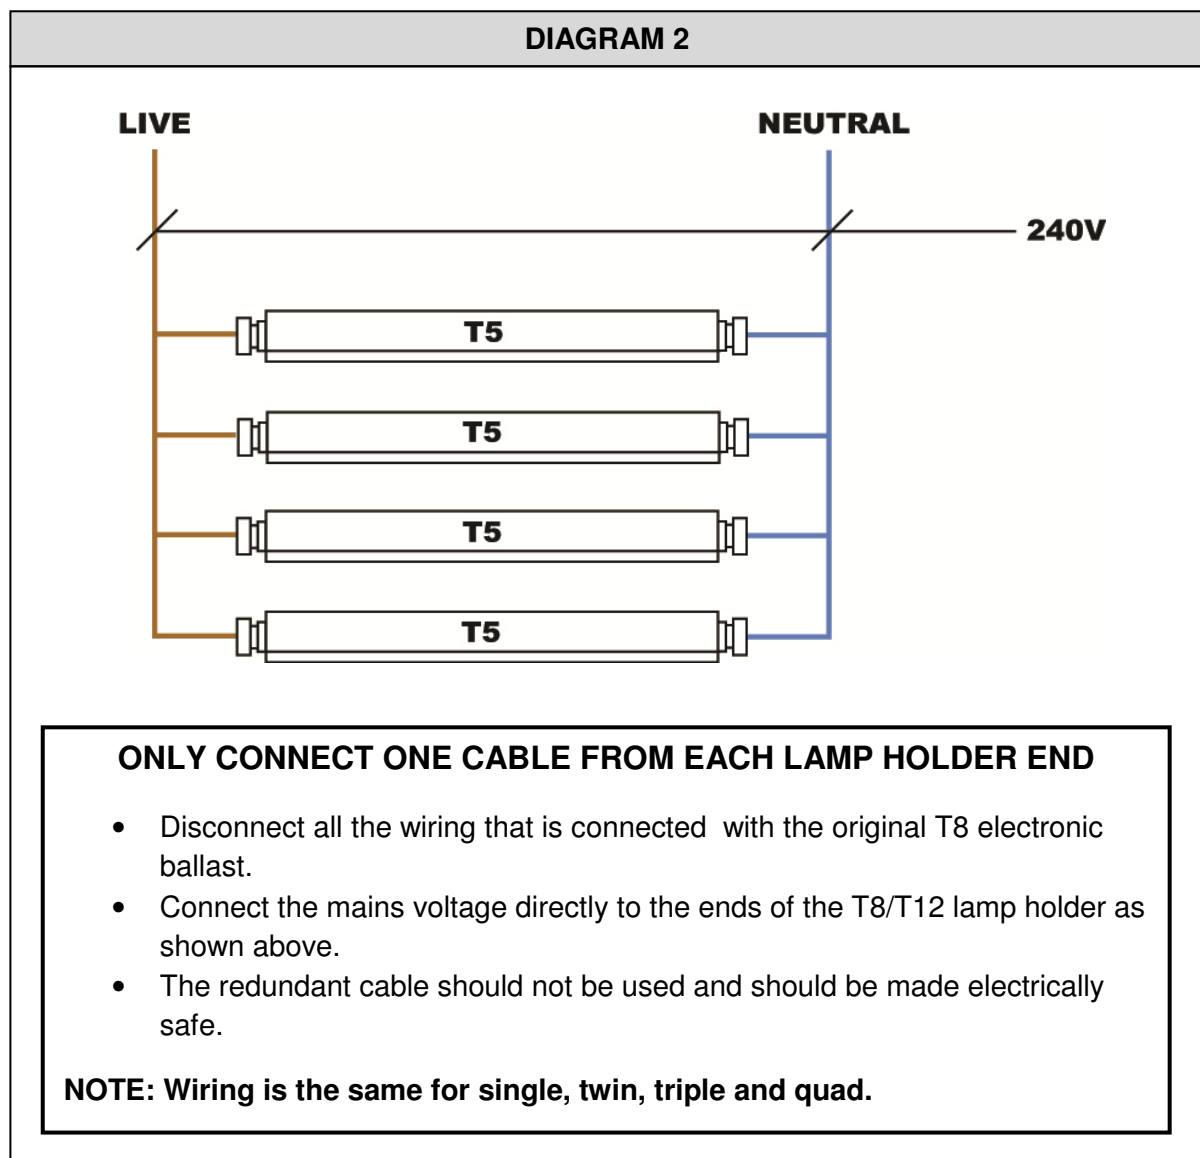 DIAGRAM 2
LIVE
NEUTRAL
240V
T5
T5
T5
T5
ONLY CONNECT ONE CABLE FROM EACH LAMP HOLDER END
• Disconnect all the wiring that is connected with the original T8 electronic
ballast.
• Connect the mains voltage directly to the ends of the T8/T12 lamp holder as
shown above.
• The redundant cable should not be used and should be made electrically
safe.
NOTE: Wiring is the same for single, twin, triple and quad.